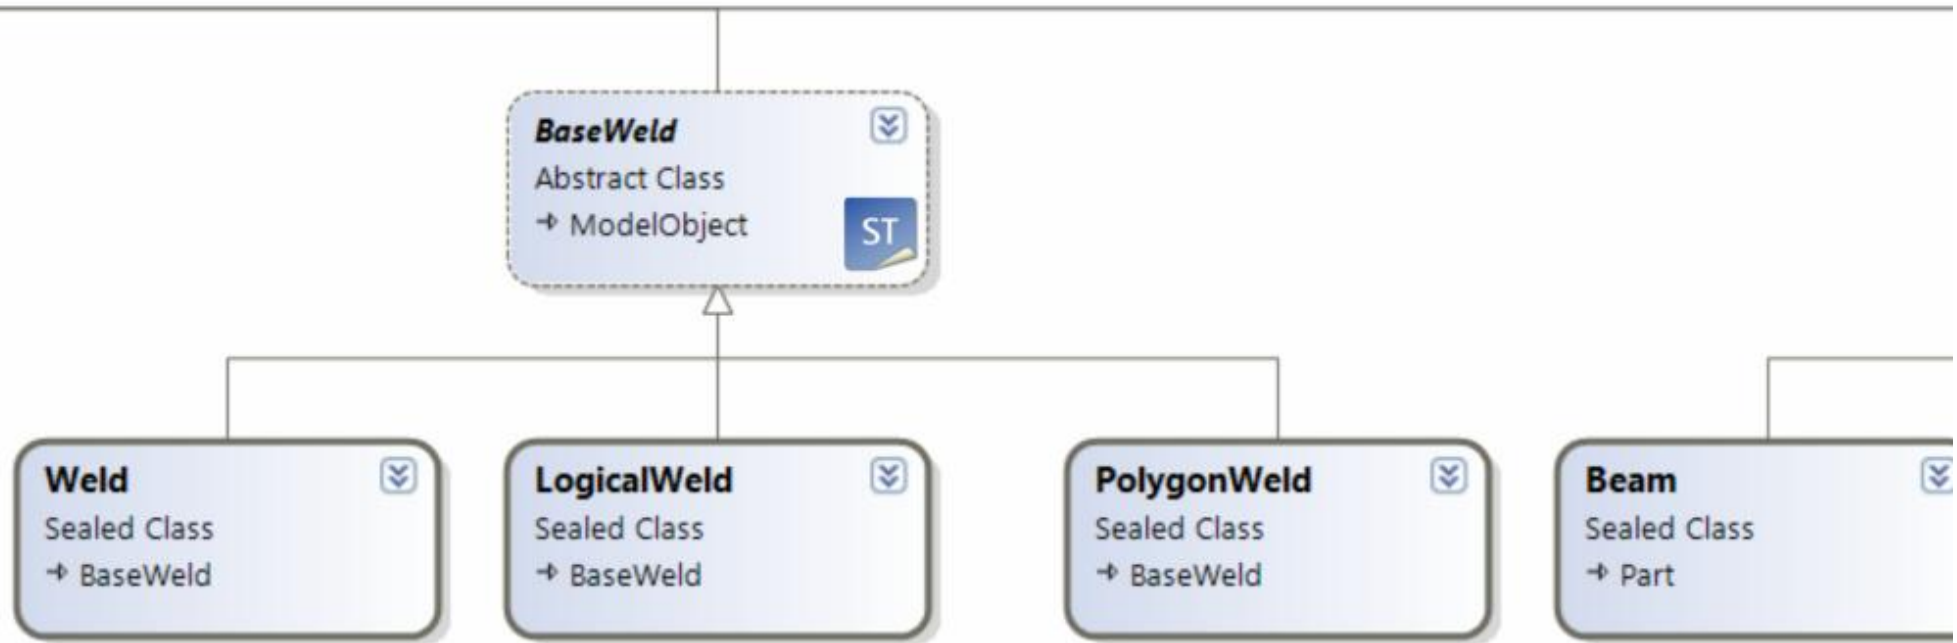 BaseWeld
Abstract Class
ModelObject
ST
Weld
Sealed Class
BaseWeld
LogicalWeld
Sealed Class
BaseWeld
PolygonWeld
Sealed Class
BaseWeld
Beam
Sealed Class
Part